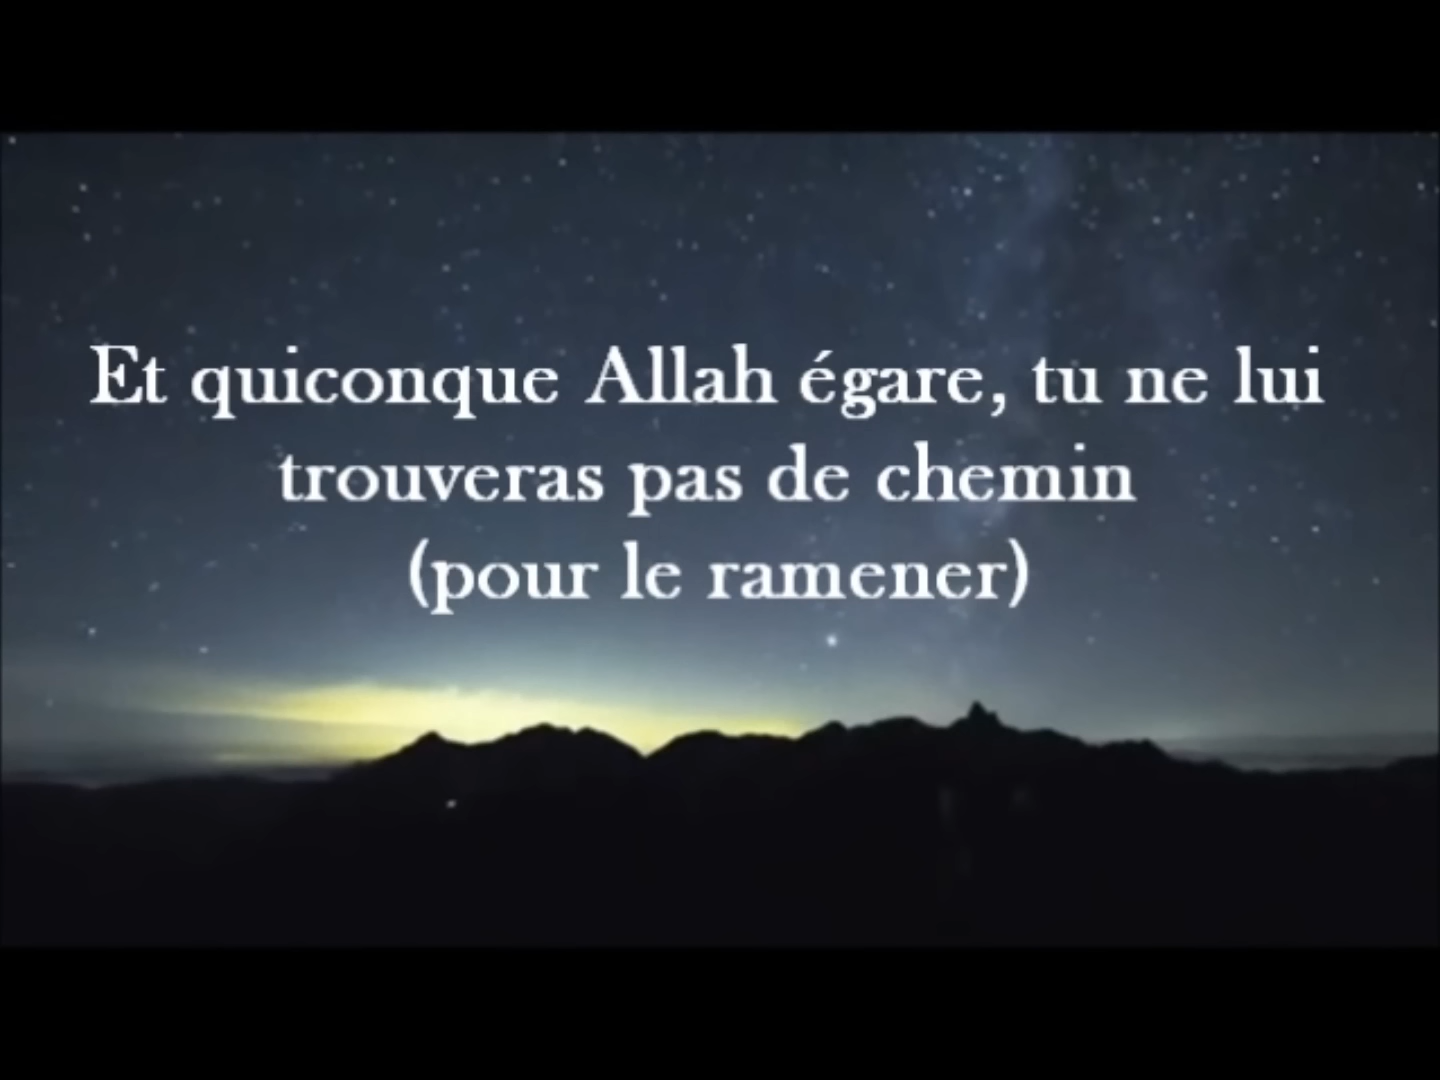 Et quiconque Allah égare, tu ne lui
trouveras pas de chemin
(pour le ramener)